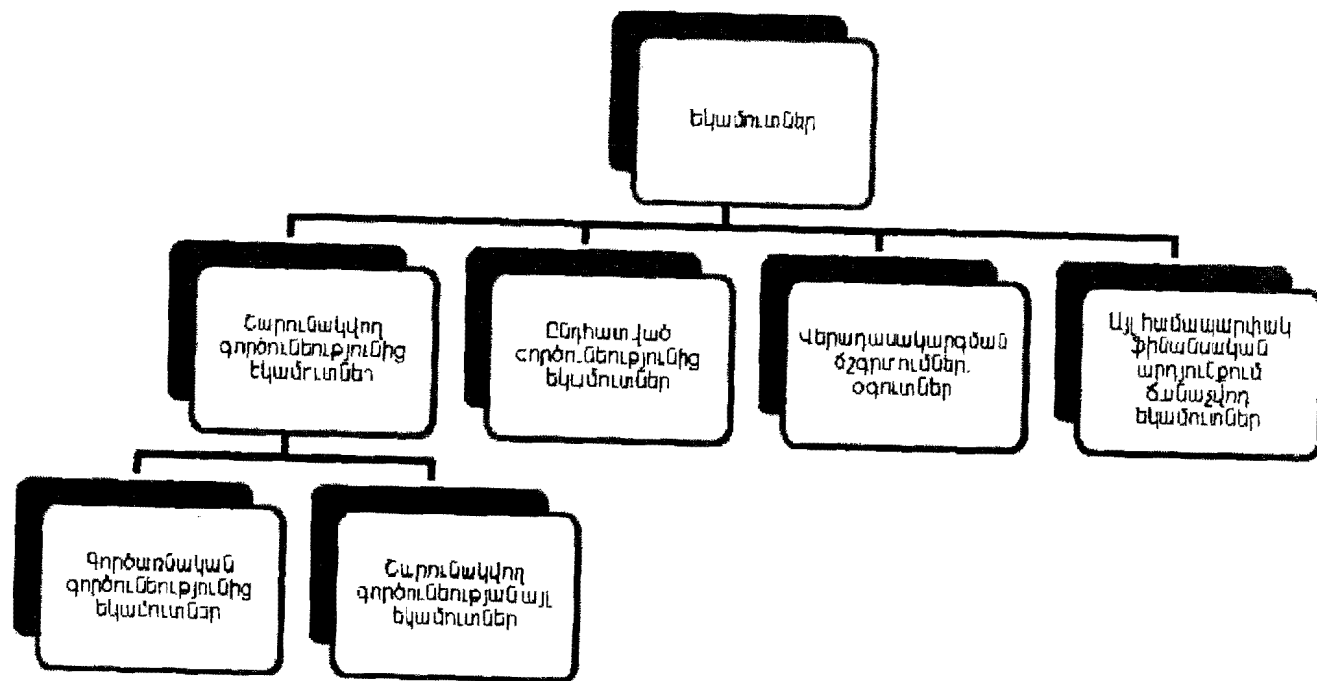 Եկամուտներ
Շարունակվող
գործունեությունից
եկամուտներ
Ընդհատված
գործունեությունից
եկամուտներ
Վերադասակարգման
ճշգրտումներ.
օգուտներ
Այլ համապարփակ
ֆինանսական
արդյունքում
ճանաչվող
եկամուտներ
Գործառնական
գործունեությունից
եկամուտներ
Շարունակվող
գործունեության այլ
եկամուտներ